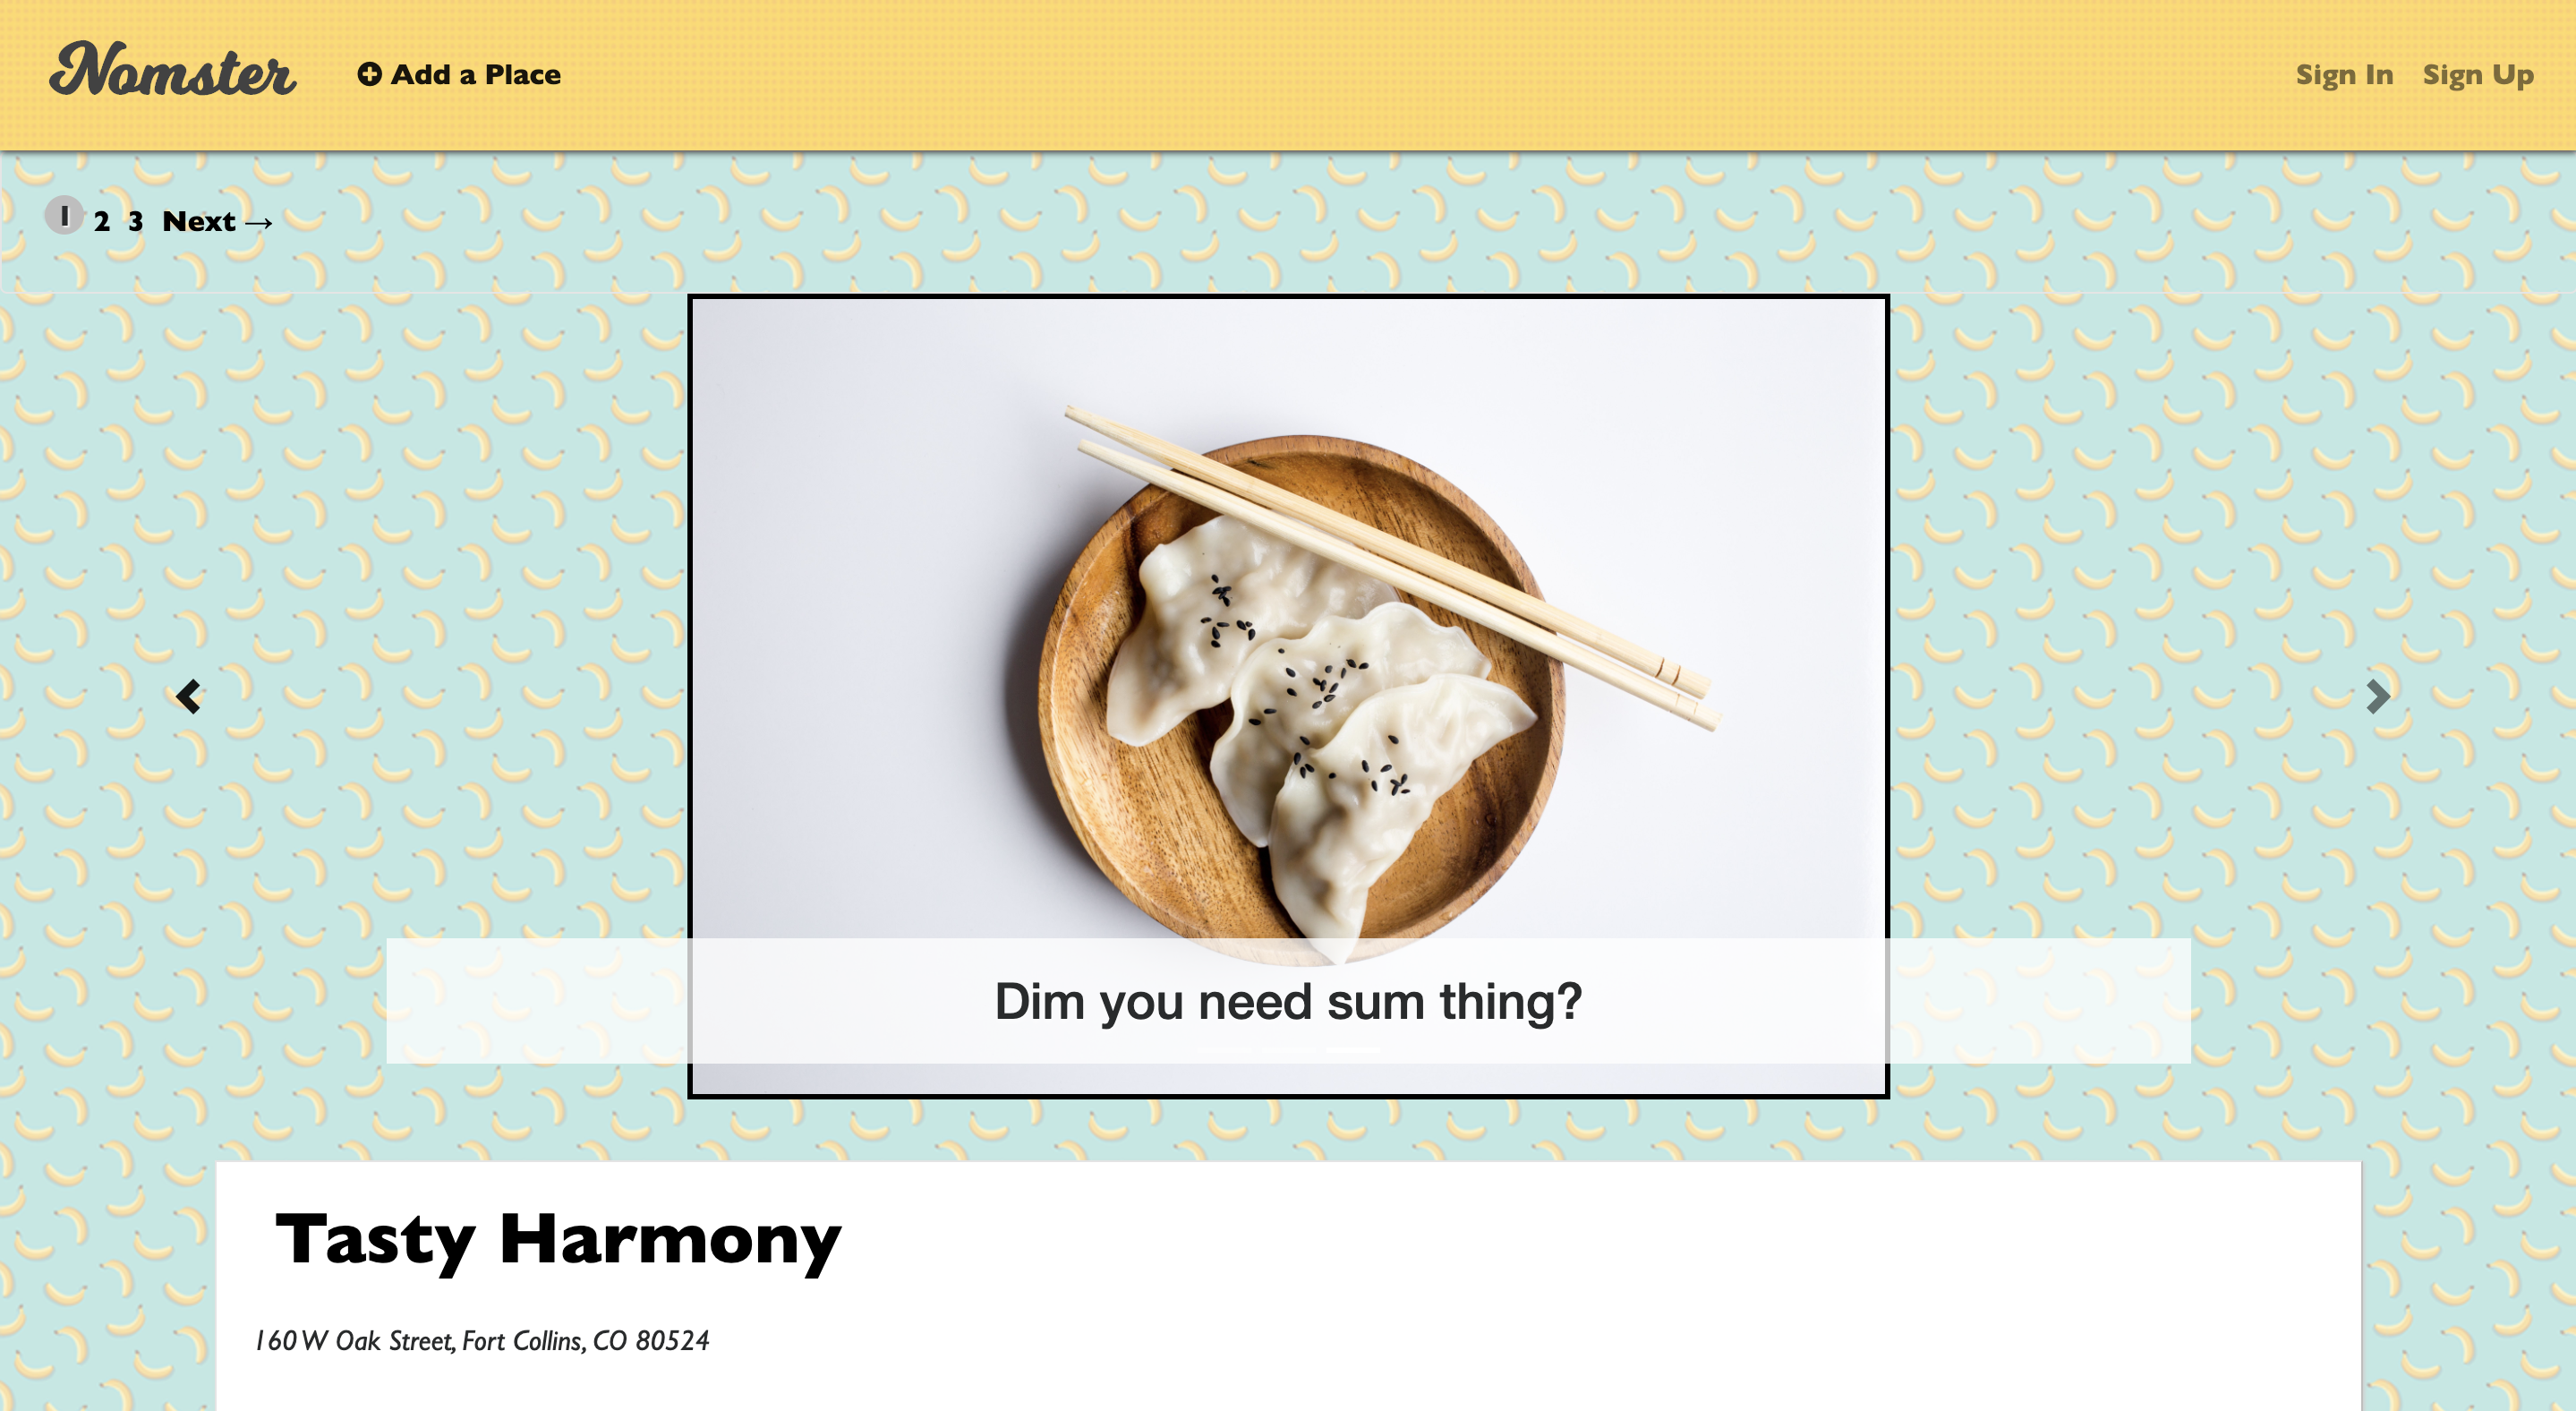 Nomster
Add a Place
Sign In Sign Up
1 2 3 Next →
Dim you need sum thing?
Tasty Harmony
160 W Oak Street, Fort Collins, CO 80524